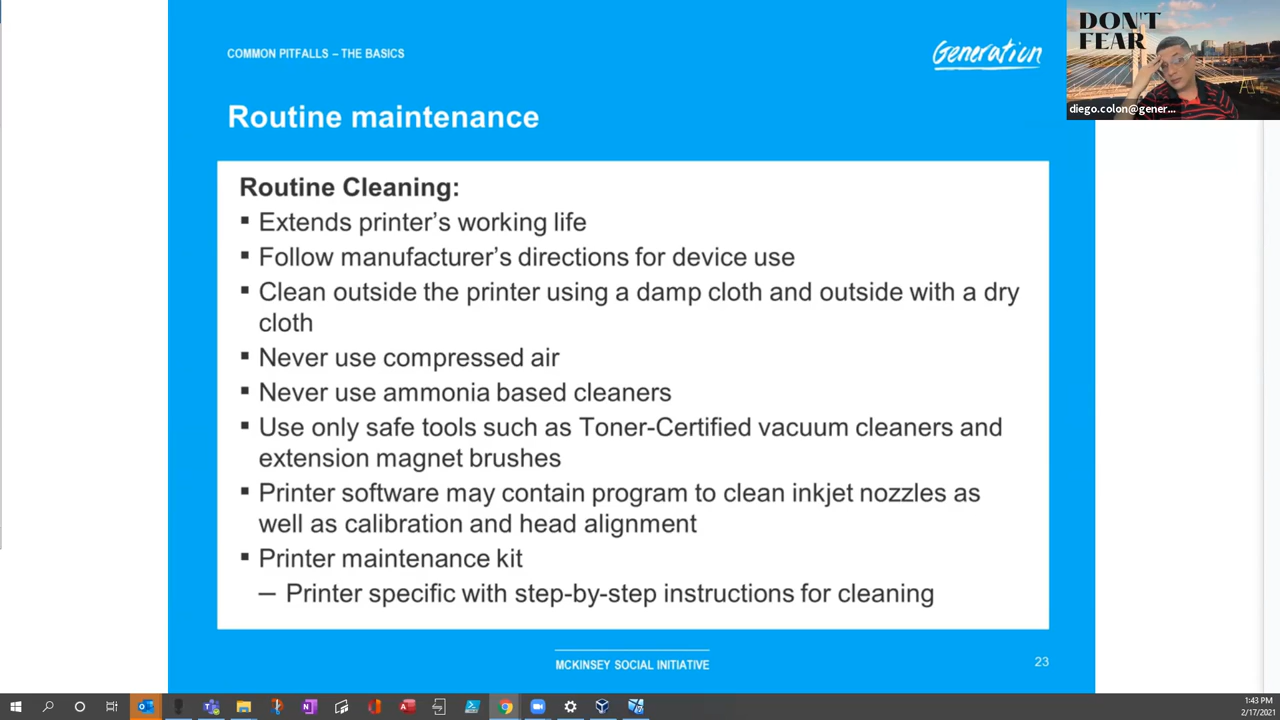 COMMON PITFALLS – THE BASICS
Generation
DON'T
FEAR
A+
diego.colon@gener...
Routine maintenance
Routine Cleaning:
▪ Extends printer's working life
▪ Follow manufacturer's directions for device use
▪ Clean outside the printer using a damp cloth and outside with a dry
cloth
▪ Never use compressed air
▪ Never use ammonia based cleaners
▪ Use only safe tools such as Toner-Certified vacuum cleaners and
extension magnet brushes
▪ Printer software may contain program to clean inkjet nozzles as
well as calibration and head alignment
▪ Printer maintenance kit
– Printer specific with step-by-step instructions for cleaning
MCKINSEY SOCIAL INITIATIVE
23
1:43 PM
2/17/2021